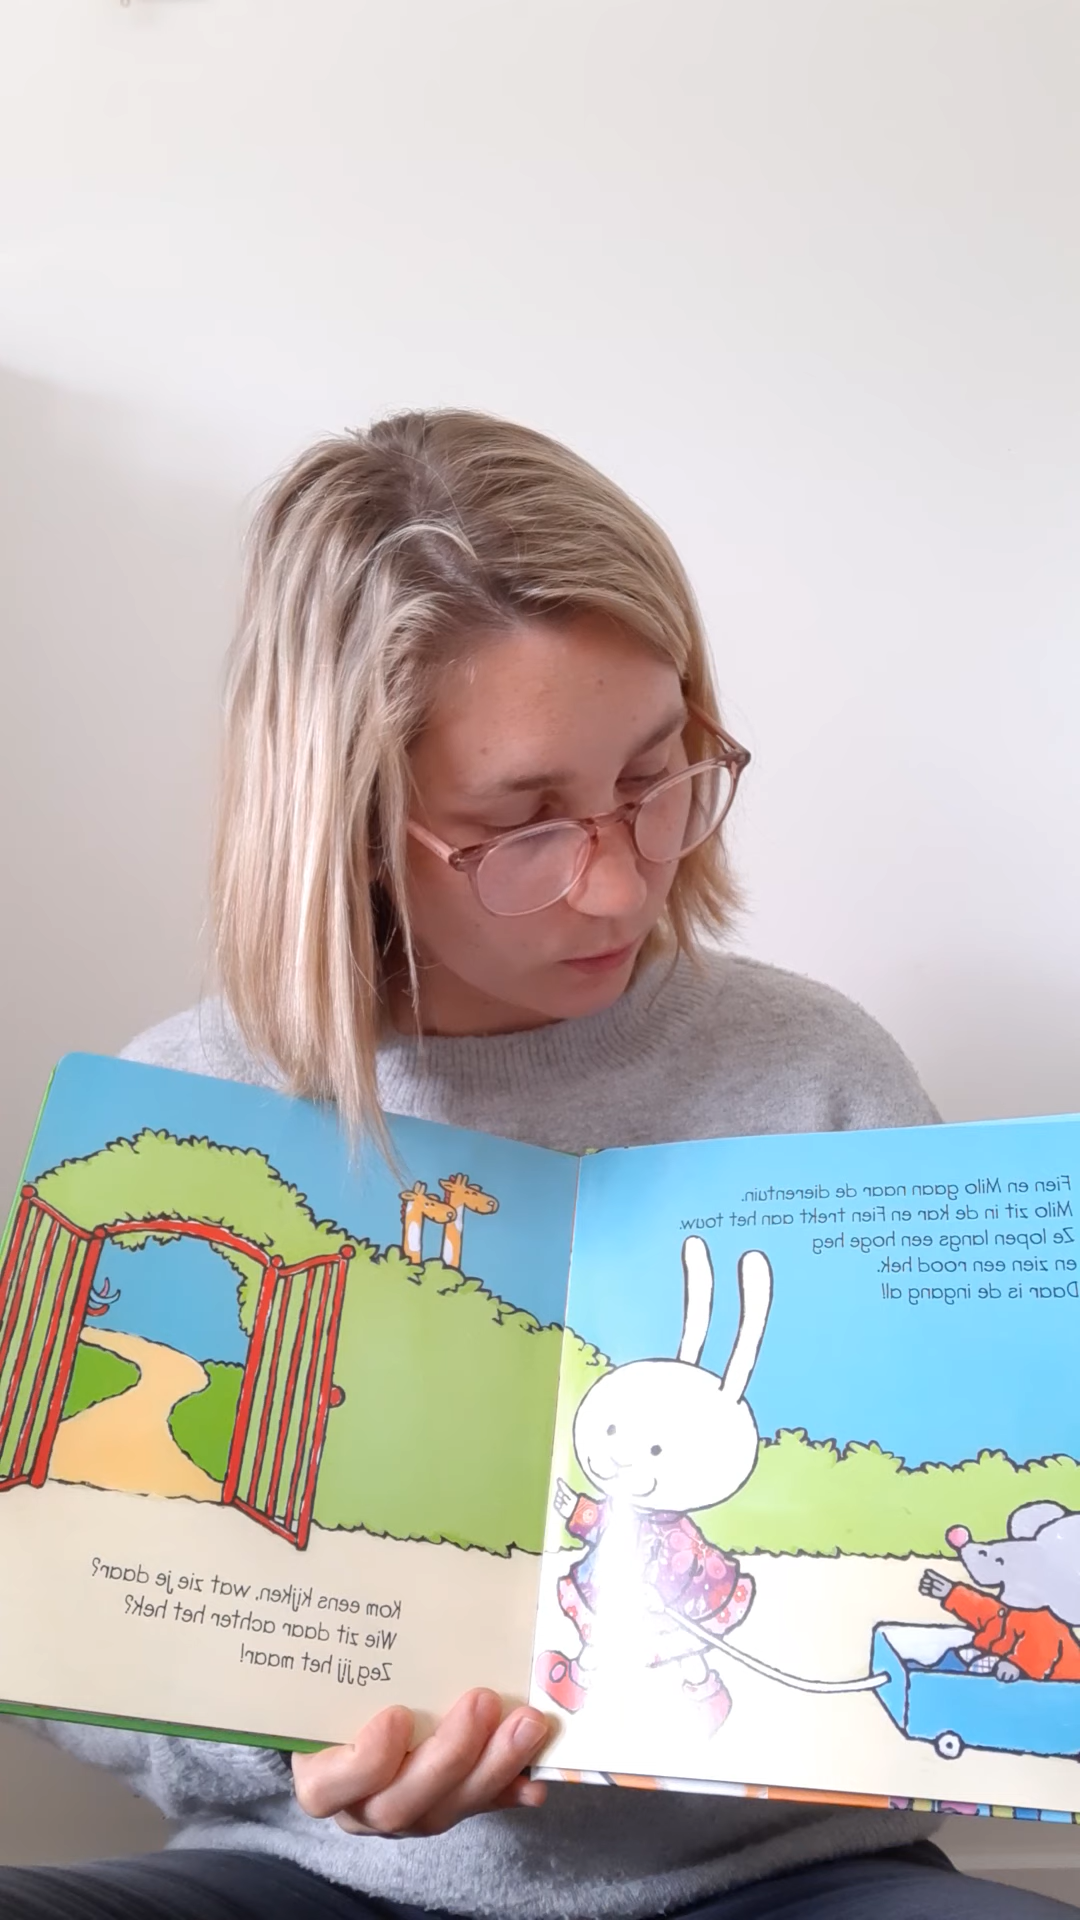 Fien en Milo gaan naar de dierentuin.
Milo zit in de kar en Fien trekt aan het touw.
Ze lopen langs een hoge heg
en zien een rood hek.
Daar is de ingang al!
Kom eens kijken, wat zie je daar?
Wie zit daar achter het hek?
Zeg jij het maar!